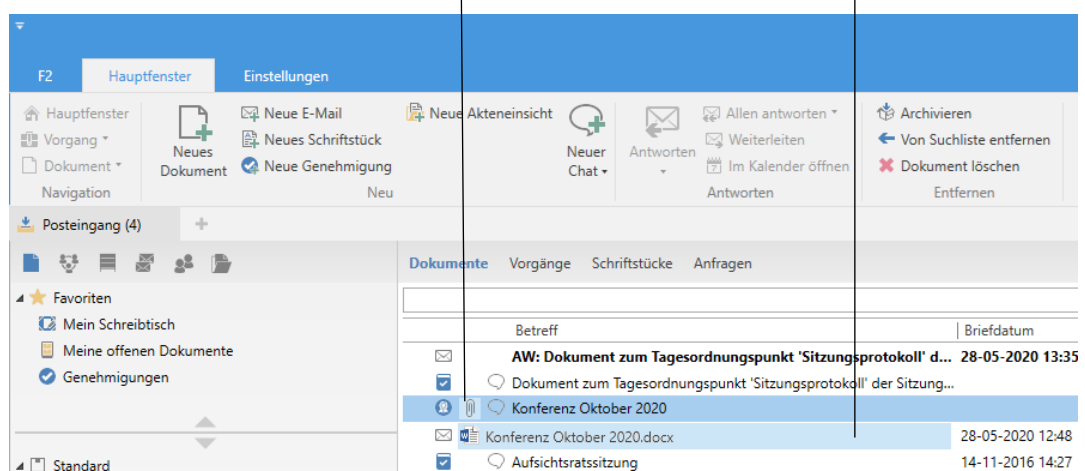 F2 Hauptfenster Einstellungen
Hauptfenster
Vorgang
Dokument
Navigation
Neues
Dokument
Neue E-Mail
Neues Schriftstück
Neue Genehmigung
Neue Akteneinsicht
Neuer
Chat
Neu
Antworten
Allen antworten
Weiterleiten
Im Kalender öffnen
Antworten
Archivieren
Von Suchliste entfernen
Dokument löschen
Entfernen
Posteingang (4) +
Favoriten
Mein Schreibtisch
Meine offenen Dokumente
Genehmigungen
Standard
Dokumente Vorgänge Schriftstücke Anfragen
Betreff Briefdatum
AW: Dokument zum Tagesordnungspunkt 'Sitzungsprotokoll' d... 28-05-2020 13:35
Dokument zum Tagesordnungspunkt 'Sitzungsprotokoll' der Sitzung...
Konferenz Oktober 2020
Konferenz Oktober 2020.docx 28-05-2020 12:48
Aufsichtsratssitzung 14-11-2016 14:27